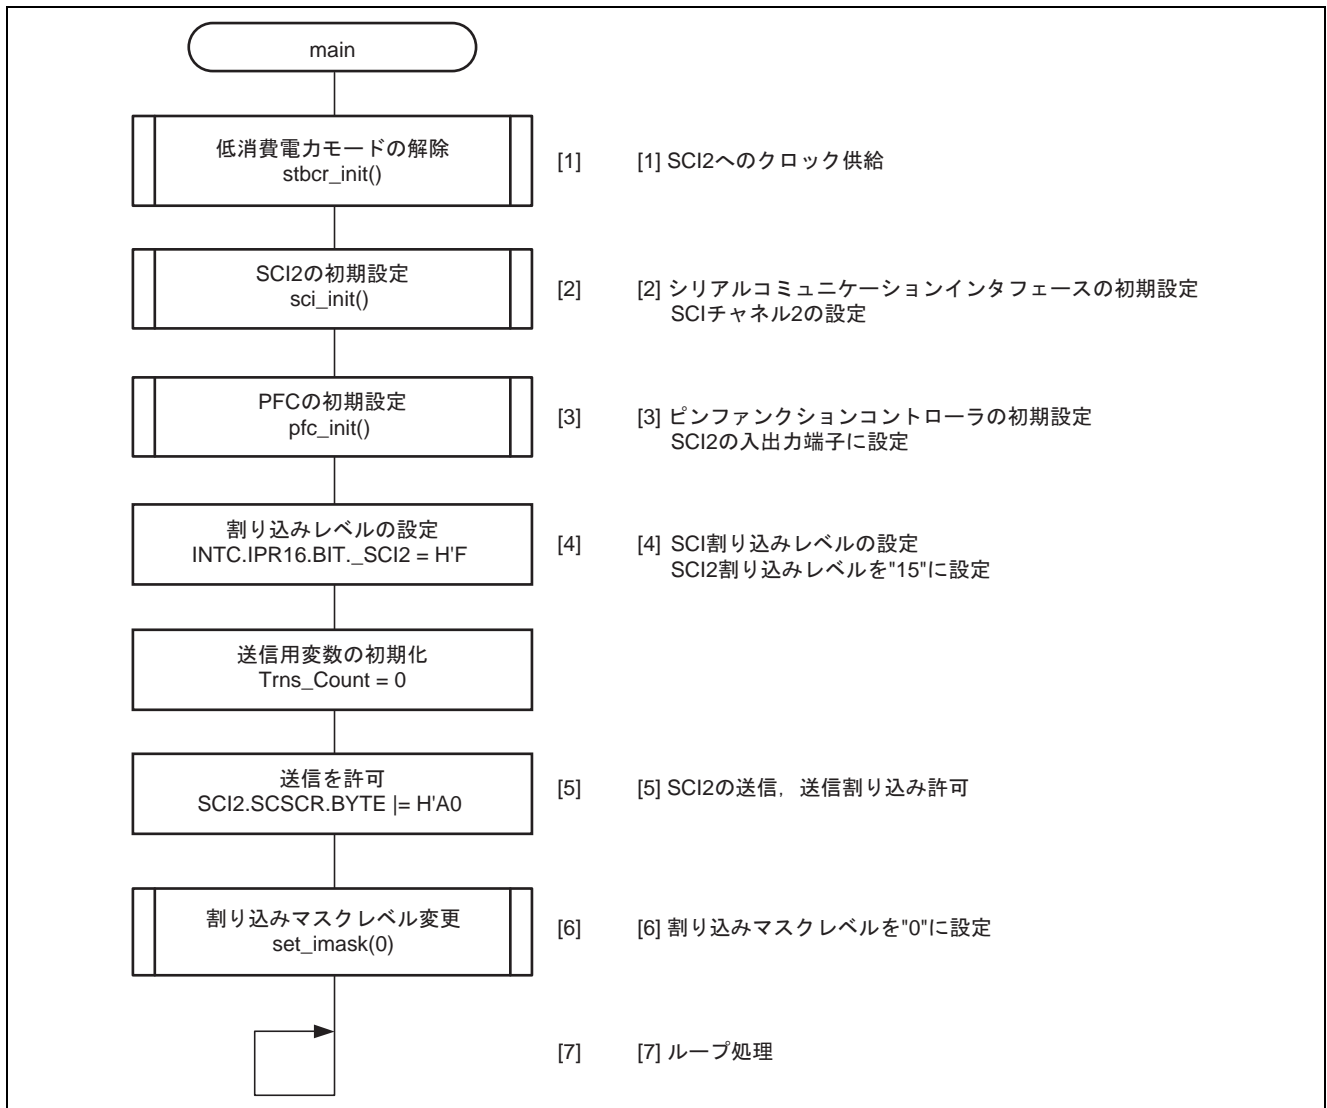 main
低消費電力モードの解除
stbcr_init()
[1]
[1] SCI2へのクロック供給
SCI2の初期設定
sci_init()
[2]
[2] シリアルコミュニケーションインタフェースの初期設定
SCIチャネル2の設定
PFCの初期設定
pfc_init()
[3]
[3] ピンファンクションコントローラの初期設定
SCI2の入出力端子に設定
割り込みレベルの設定
INTC.IPR16.BIT._SCI2 = H'F
[4]
[4] SCI割り込みレベルの設定
SCI2割り込みレベルを"15"に設定
送信用変数の初期化
Trns_Count = 0
送信を許可
SCI2.SCSCR.BYTE |= H'A0
[5]
[5] SCI2の送信，送信割り込み許可
割り込みマスクレベル変更
set_imask(0)
[6]
[6] 割り込みマスクレベルを"0"に設定
[7]
[7] ループ処理